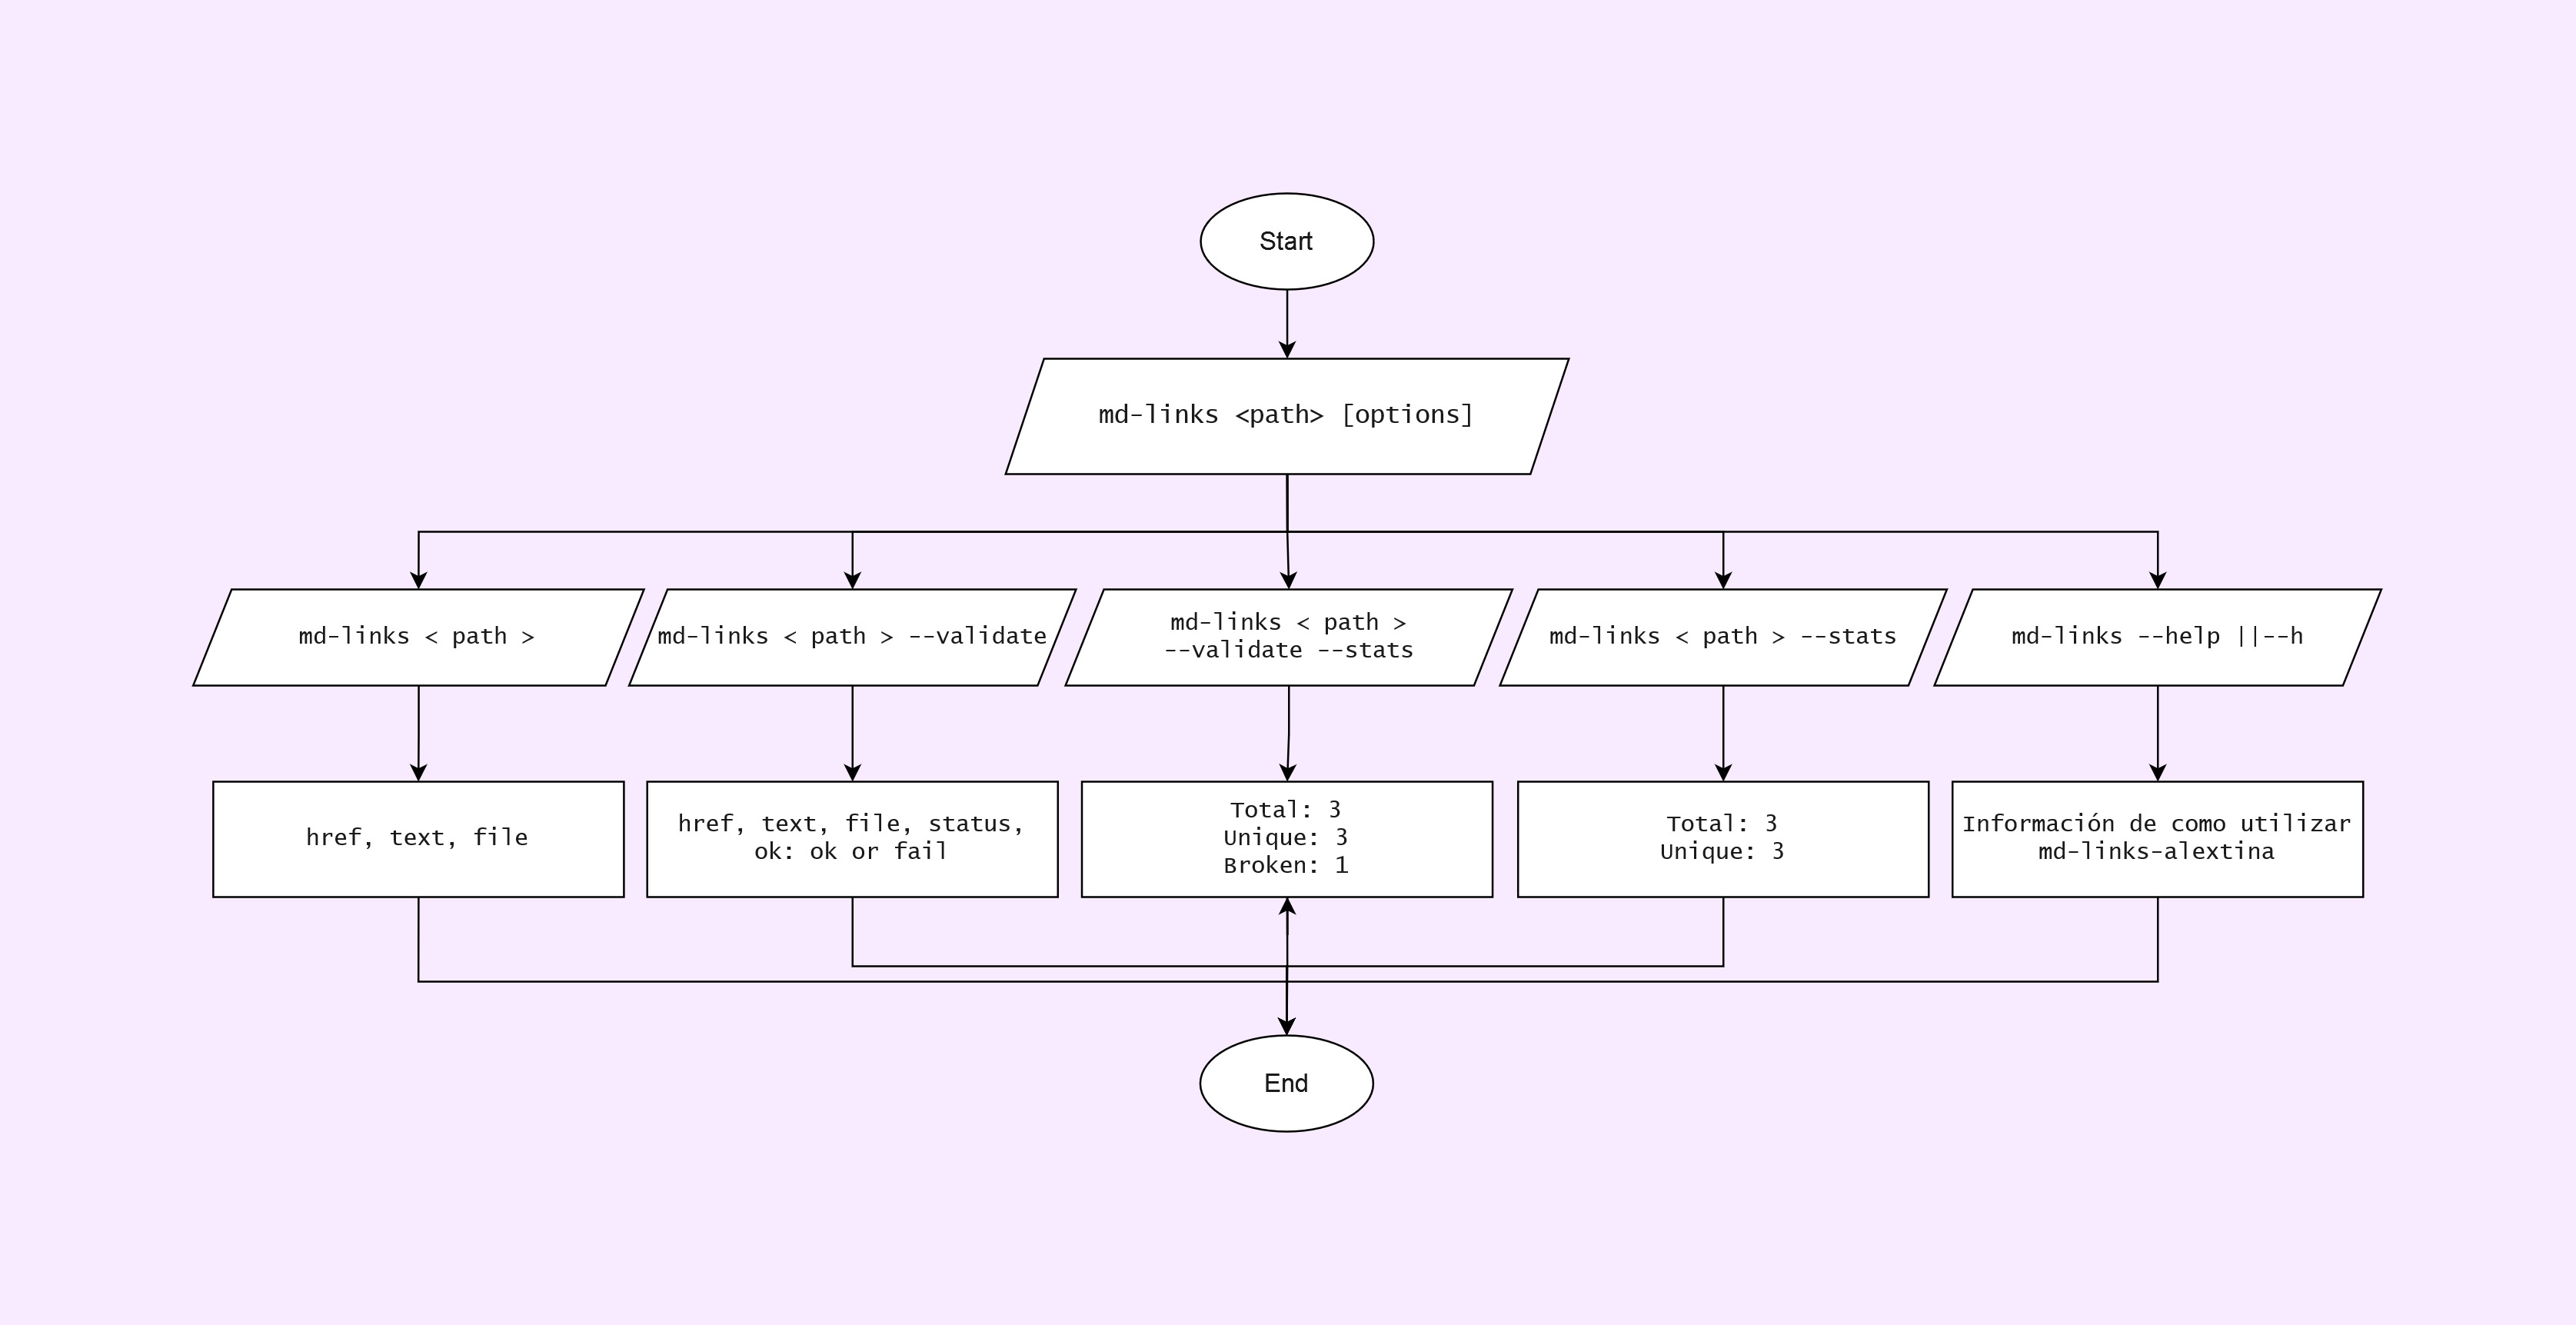 Start
md-links <path> [options]
md-links < path >
md-links < path > --validate
md-links < path >
--validate --stats
md-links < path > --stats
md-links --help ||--h
href, text, file
href, text, file, status,
ok: ok or fail
Total: 3
Unique: 3
Broken: 1
Total: 3
Unique: 3
Información de como utilizar
md-links-alextina
End